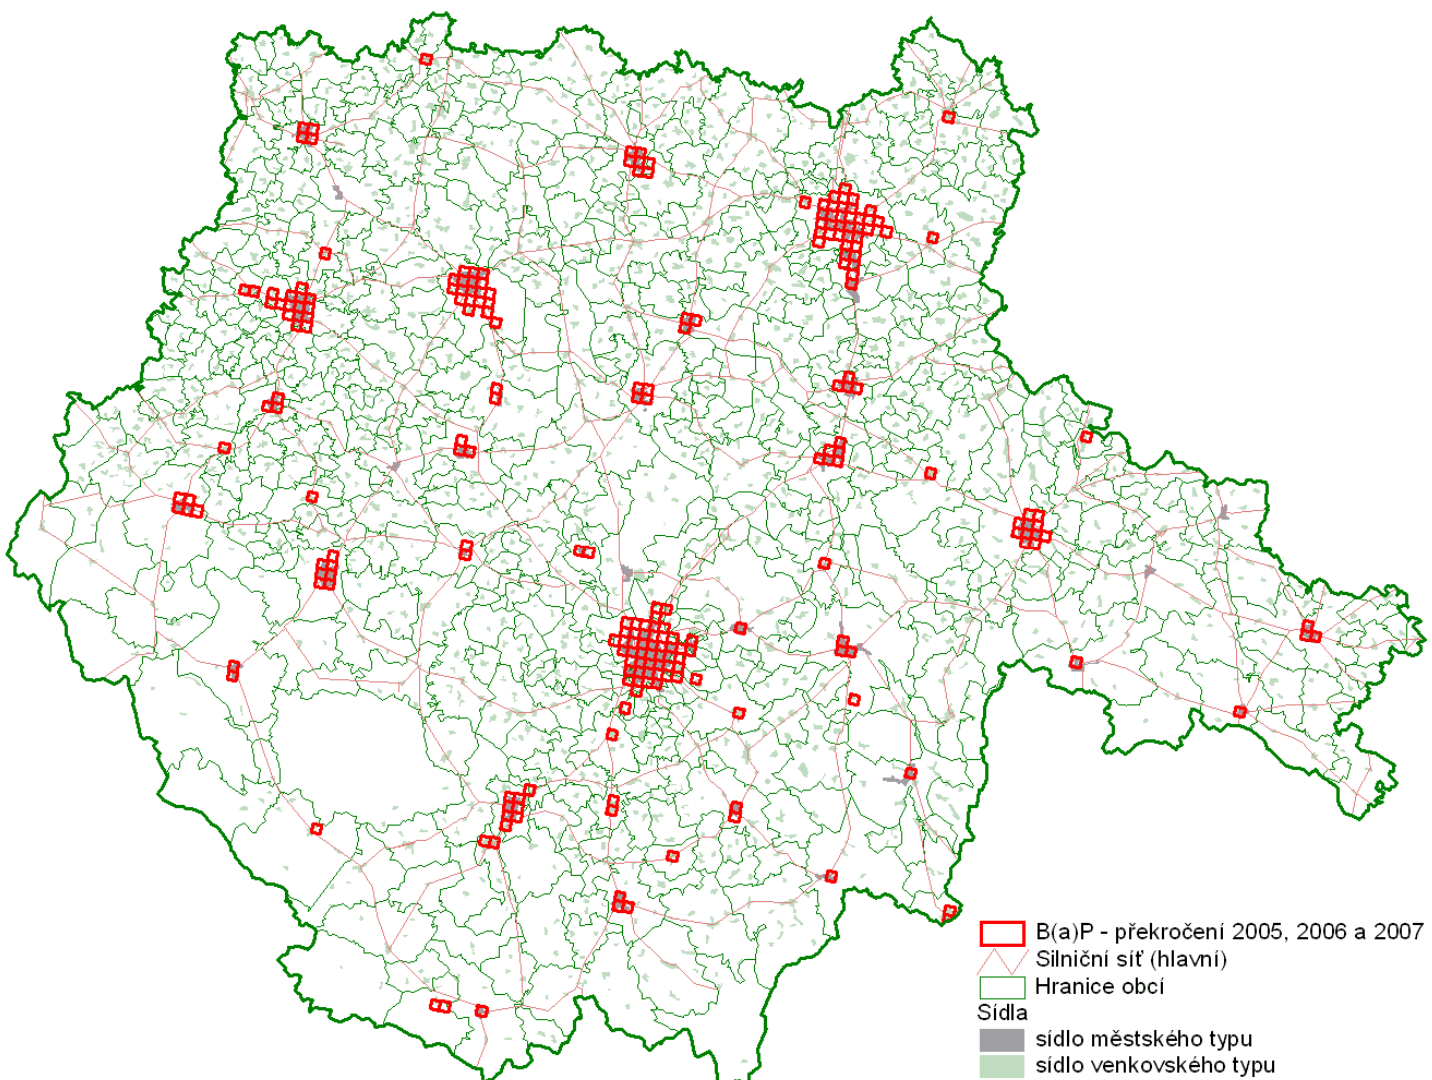 B(a)P - překročení 2005, 2006 a 2007
Silniční síť (hlavní)
Hranice obcí
Sídla
sídlo městského typu
sídlo venkovského typu